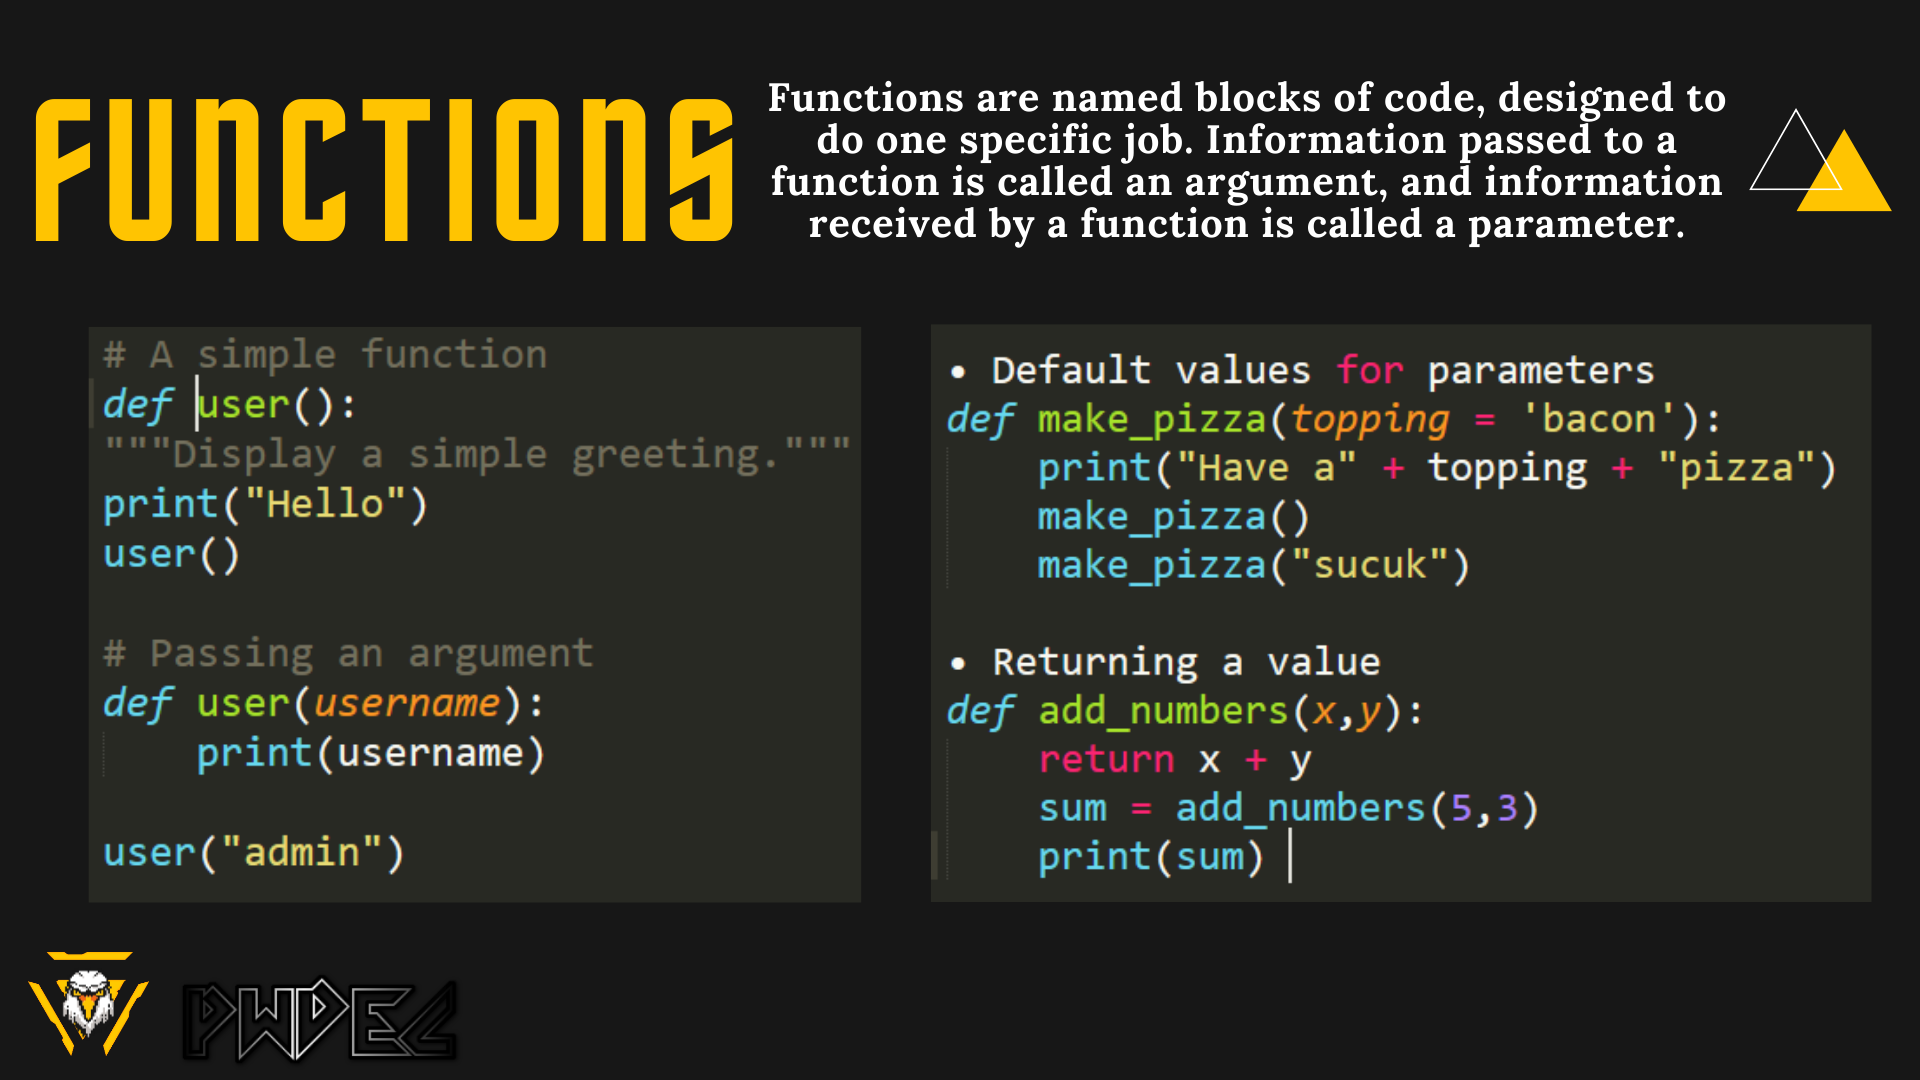 FUNCTIONS
Functions are named blocks of code, designed to
do one specific job. Information passed to a
function is called an argument, and information
received by a function is called a parameter.
# A simple function
def user():
"""Display a simple greeting."""
print("Hello")
user()
# Passing an argument
def user(username):
    print(username)
user("admin")
• Default values for parameters
def make_pizza(topping = 'bacon'):
    print("Have a" + topping + "pizza")
    make_pizza()
    make_pizza("sucuk")
• Returning a value
def add_numbers(x,y):
    return x + y
    sum = add_numbers(5,3)
    print(sum)
PWDEC